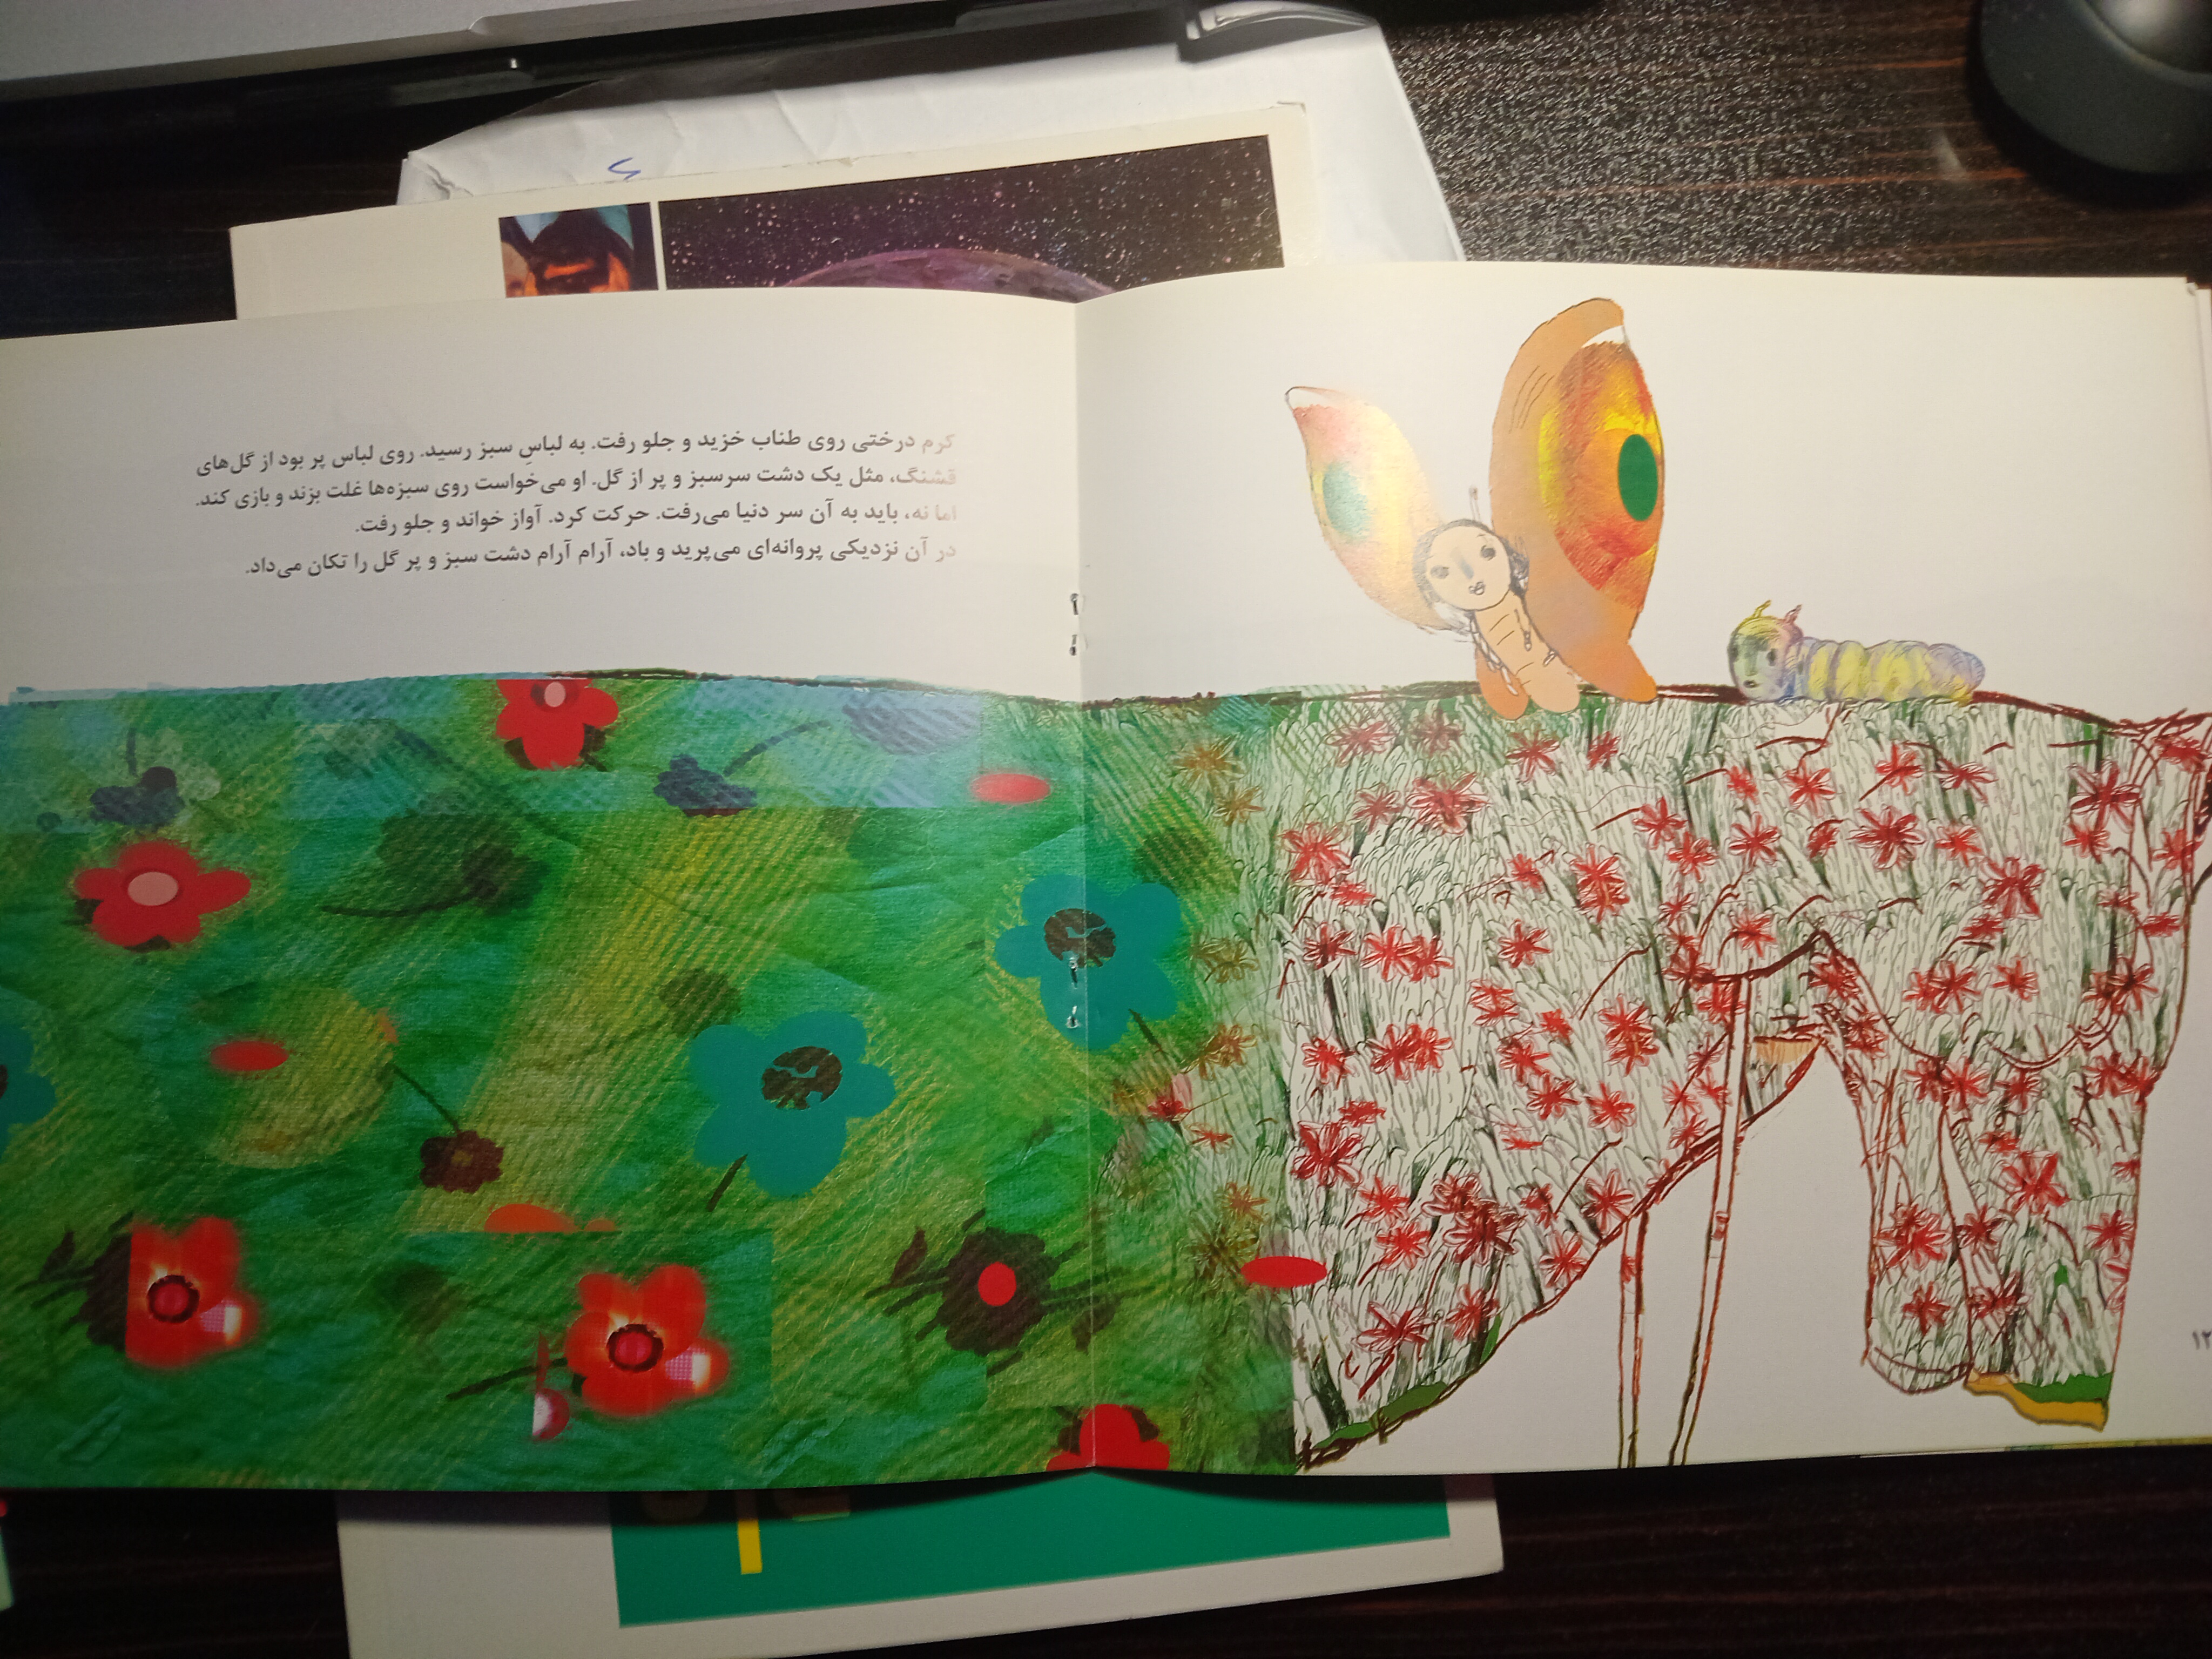 کرم درختی روی طناب خزید و جلو رفت. به لباسِ سبز رسید. روی لباس پر بود از گل‌های
قشنگ، مثل یک دشت سرسبز و پر از گل. او می‌خواست روی سبزه‌ها غلت بزند و بازی کند.
اما نه، باید به آن سر دنیا می‌رفت. حرکت کرد. آواز خواند و جلو رفت.
در آن نزدیکی پروانه‌ای می‌پرید و باد، آرام آرام دشت سبز و پر گل را تکان می‌داد.